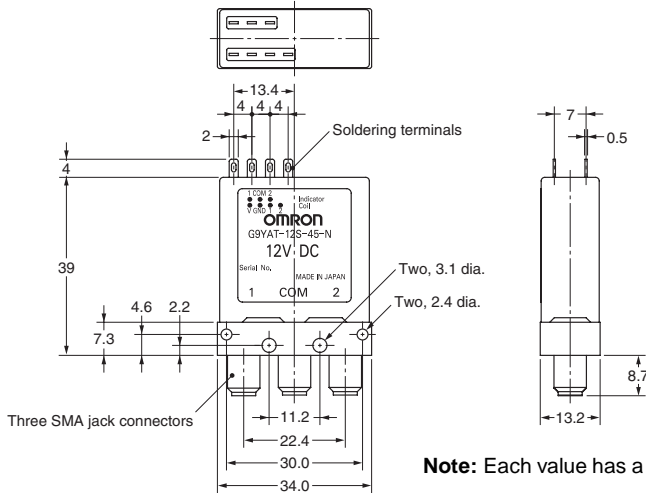 13.4
4 4 4
2
Soldering terminals
7
0.5
4
1 COM 2
Indicator
Coil
V GND 1 2
OMRON
G9YAT-12S-45-N
12V DC
Serial No.
MADE IN JAPAN
1 COM 2
39
4.6
2.2
7.3
Two, 3.1 dia.
Two, 2.4 dia.
8.7
Three SMA jack connectors
11.2
13.2
22.4
30.0
34.0
Note: Each value has a